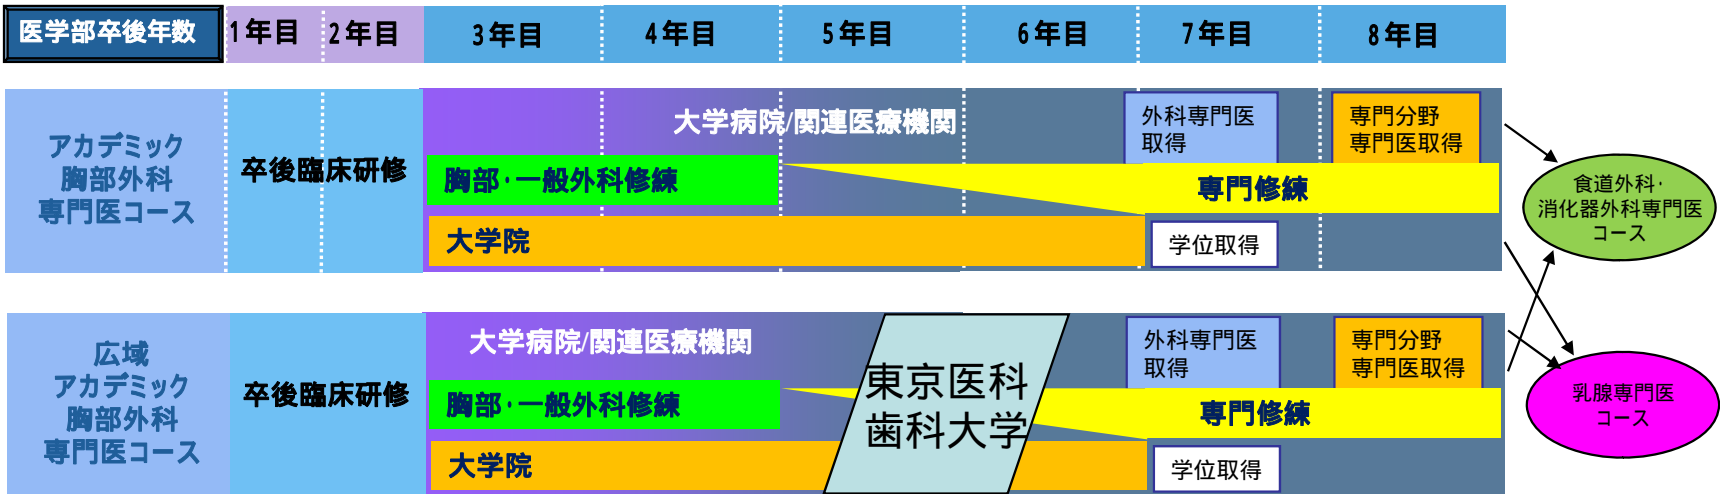 医学部卒後年数
1年目
2年目
3年目
4年目
5年目
6年目
7年目
8年目
アカデミック
胸部外科
専門医コース
卒後臨床研修
大学病院/関連医療機関
胸部・一般外科修練
大学院
外科専門医
取得
専門分野
専門医取得
専門修練
学位取得
食道外科・
消化器外科専門医
コース
広域
アカデミック
胸部外科
専門医コース
卒後臨床研修
大学病院/関連医療機関
胸部・一般外科修練
大学院
東京医科
歯科大学
外科専門医
取得
専門分野
専門医取得
専門修練
学位取得
乳腺専門医
コース